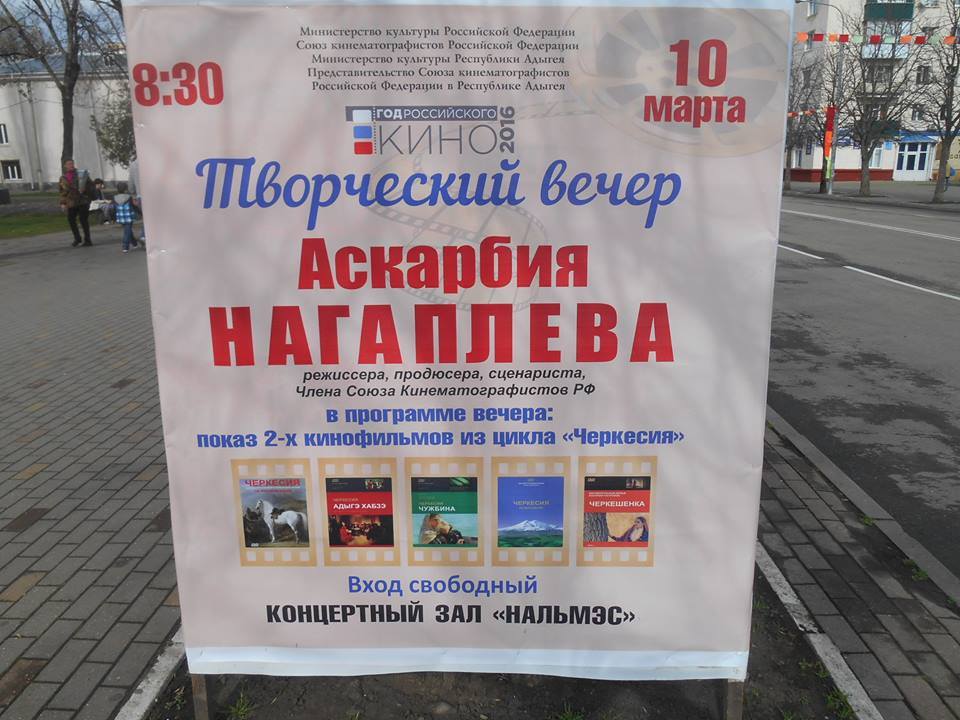 Министерство культуры Российской Федерации
Союз кинематографистов Российской Федерации
Министерство культуры Республики Адыгея
Представительство Союза кинематографистов
Российской Федерации в Республике Адыгея
8:30
10
марта
ГОД РОССИЙСКОГО
КИНО
2016
Творческий вечер
Аскарбия
НАГАПЛЕВА
режиссера, продюсера, сценариста,
Члена Союза Кинематографистов РФ
в программе вечера:
показ 2-х кинофильмов из цикла «Черкесия»
ЧЕРКЕСИЯ
ЧЕРКЕСИЯ
АДЫГЭ ХАБЗЭ
ЧЕРКЕСИЯ
ЧУЖБИНА
ЧЕРКЕСИЯ
ЧЕРКЕШЕНКА
Вход свободный
КОНЦЕРТНЫЙ ЗАЛ «НАЛЬМЭС»